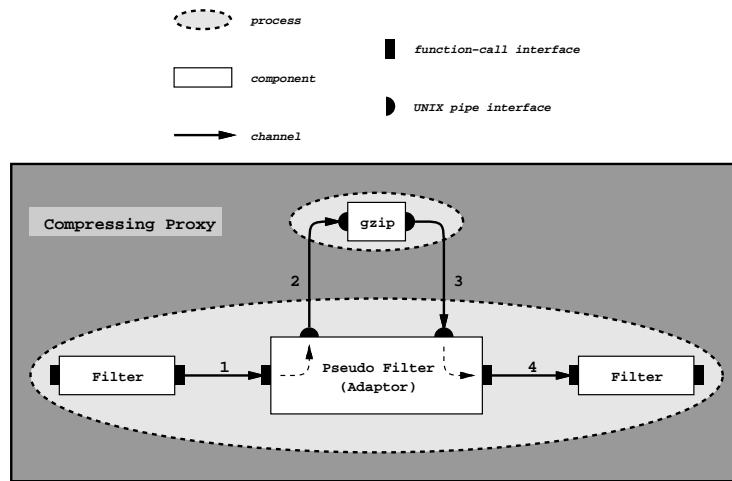 process
function-call interface
component
UNIX pipe interface
channel
Compressing Proxy
gzip
2
3
Filter
1
Pseudo Filter
(Adaptor)
4
Filter